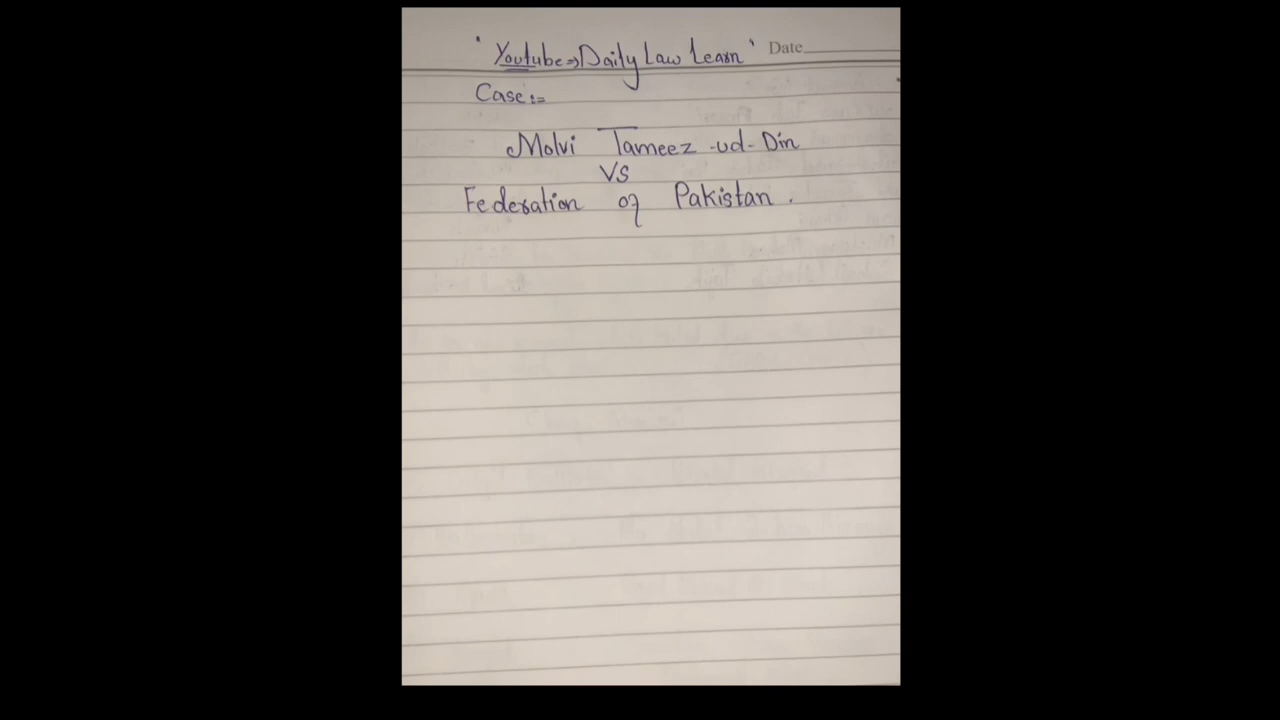 ' Youtube⇒Daily Law Learn ' Date
Case:=
Molvi Tameez -ud- Din
VS
Federation of Pakistan.